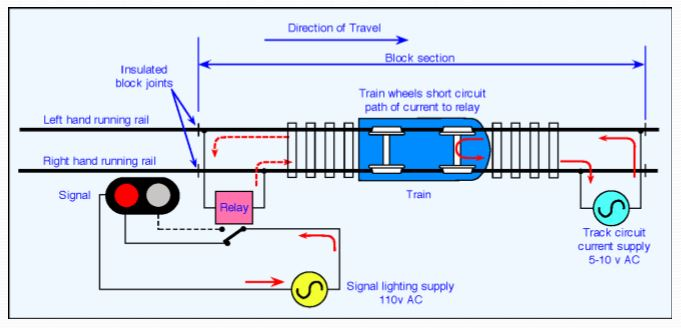 Direction of Travel
Block section
Insulated
block joints
Train wheels short circuit
path of current to relay
Left hand running rail
Right hand running rail
Signal
Relay
Train
Track circuit
current supply
5-10 v AC
Signal lighting supply
110v AC